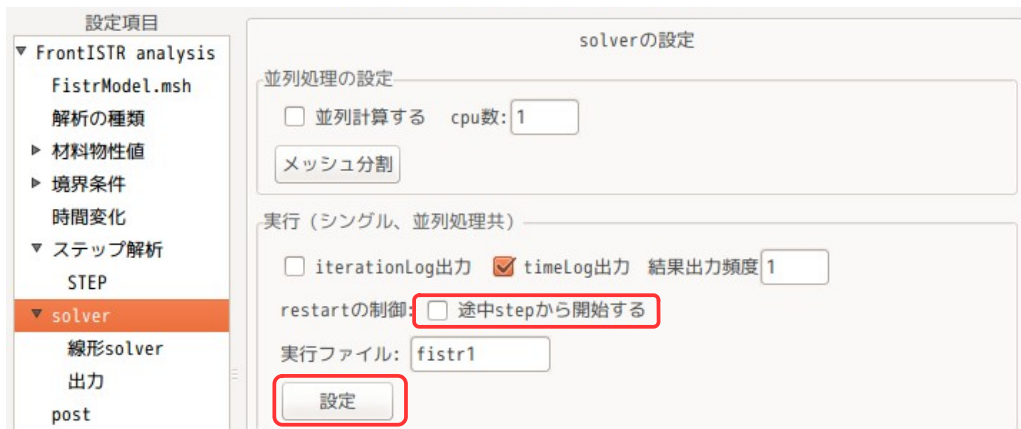 設定項目
▼ FrontISTR analysis
FistrModel.msh
解析の種類
▶ 材料物性値
▶ 境界条件
時間変化
▼ ステップ解析
STEP
▼ solver
線形solver
出力
post
solverの設定
並列処理の設定
並列計算する cpu数: 1
メッシュ分割
実行（シングル、並列処理共）
iterationLog出力 timeLog出力 結果出力頻度 1
restartの制御: 途中stepから開始する
実行ファイル: fistr1
設定